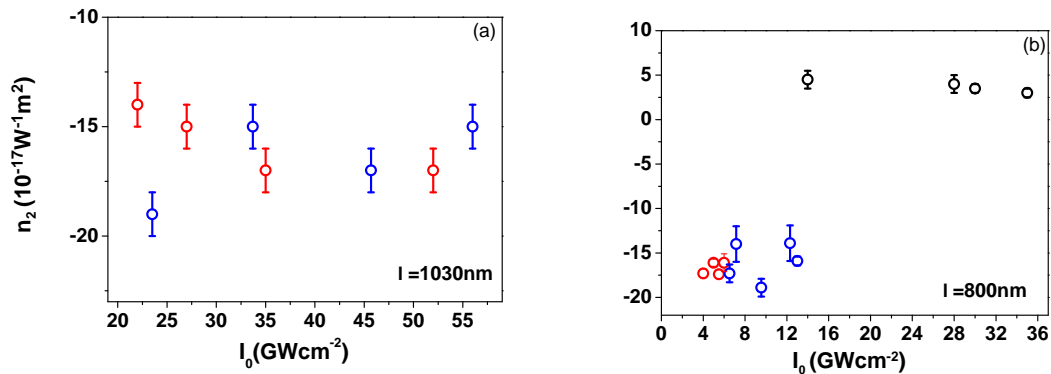 (a)
-10
-15
-20
n2 (10-17W-1m2)
l =1030nm
20 25 30 35 40 45 50 55
I0(GWcm-2)
(b)
10
5
0
-5
-10
-15
-20
l =800nm
0 4 8 12 16 20 24 28 32 36
I0 (GWcm-2)